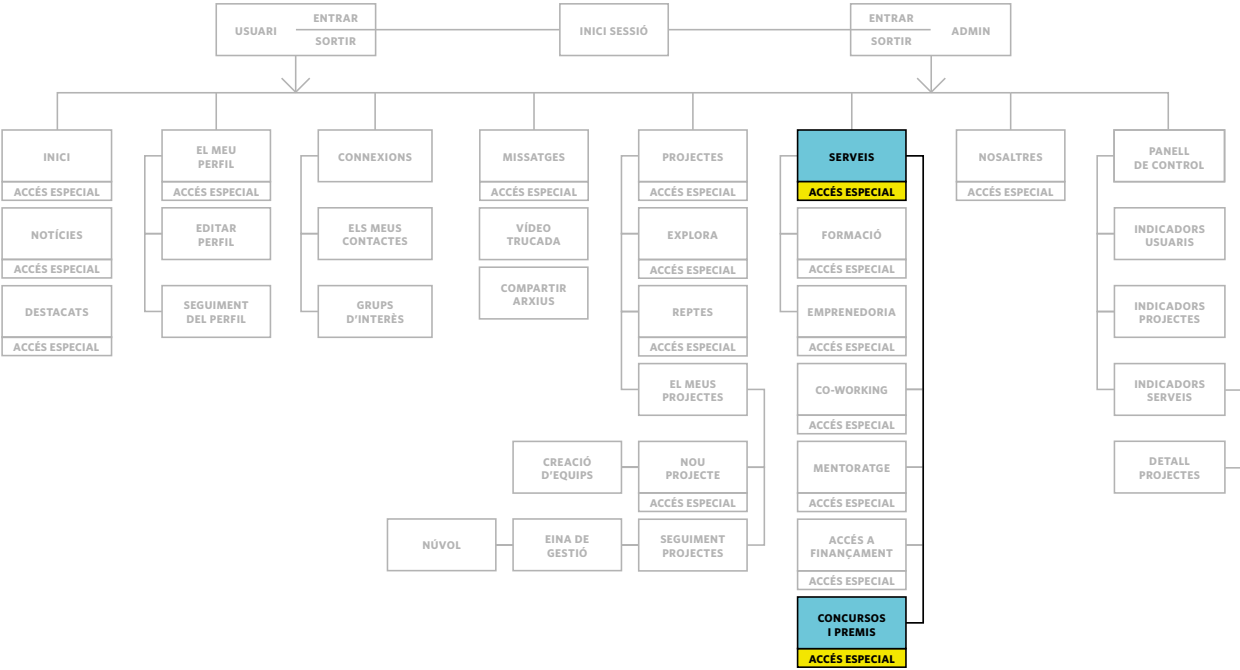 USUARI
ENTRAR
SORTIR
INICI SESSIÓ
ENTRAR
SORTIR
ADMIN
INICI
ACCÉS ESPECIAL
NOTÍCIES
ACCÉS ESPECIAL
DESTACATS
ACCÉS ESPECIAL
EL MEU
PERFIL
ACCÉS ESPECIAL
EDITAR
PERFIL
SEGUIMENT
DEL PERFIL
CONNEXIONS
ELS MEUS
CONTACTES
GRUPS
D'INTERÈS
MISSATGES
ACCÉS ESPECIAL
VÍDEO
TRUCADA
COMPARTIR
ARXIUS
PROJECTES
ACCÉS ESPECIAL
EXPLORA
ACCÉS ESPECIAL
REPTES
ACCÉS ESPECIAL
EL MEUS
PROJECTES
CREACIÓ
D'EQUIPS
NOU
PROJECTE
ACCÉS ESPECIAL
NÚVOL
EINA DE
GESTIÓ
SEGUIMENT
PROJECTES
SERVEIS
ACCÉS ESPECIAL
FORMACIÓ
ACCÉS ESPECIAL
EMPRENEDORIA
ACCÉS ESPECIAL
CO-WORKING
ACCÉS ESPECIAL
MENTORATGE
ACCÉS ESPECIAL
ACCÉS A
FINANÇAMENT
ACCÉS ESPECIAL
CONCURSOS
I PREMIS
ACCÉS ESPECIAL
NOSALTRES
ACCÉS ESPECIAL
PANELL
DE CONTROL
INDICADORS
USUARIS
INDICADORS
PROJECTES
INDICADORS
SERVEIS
DETALL
PROJECTES